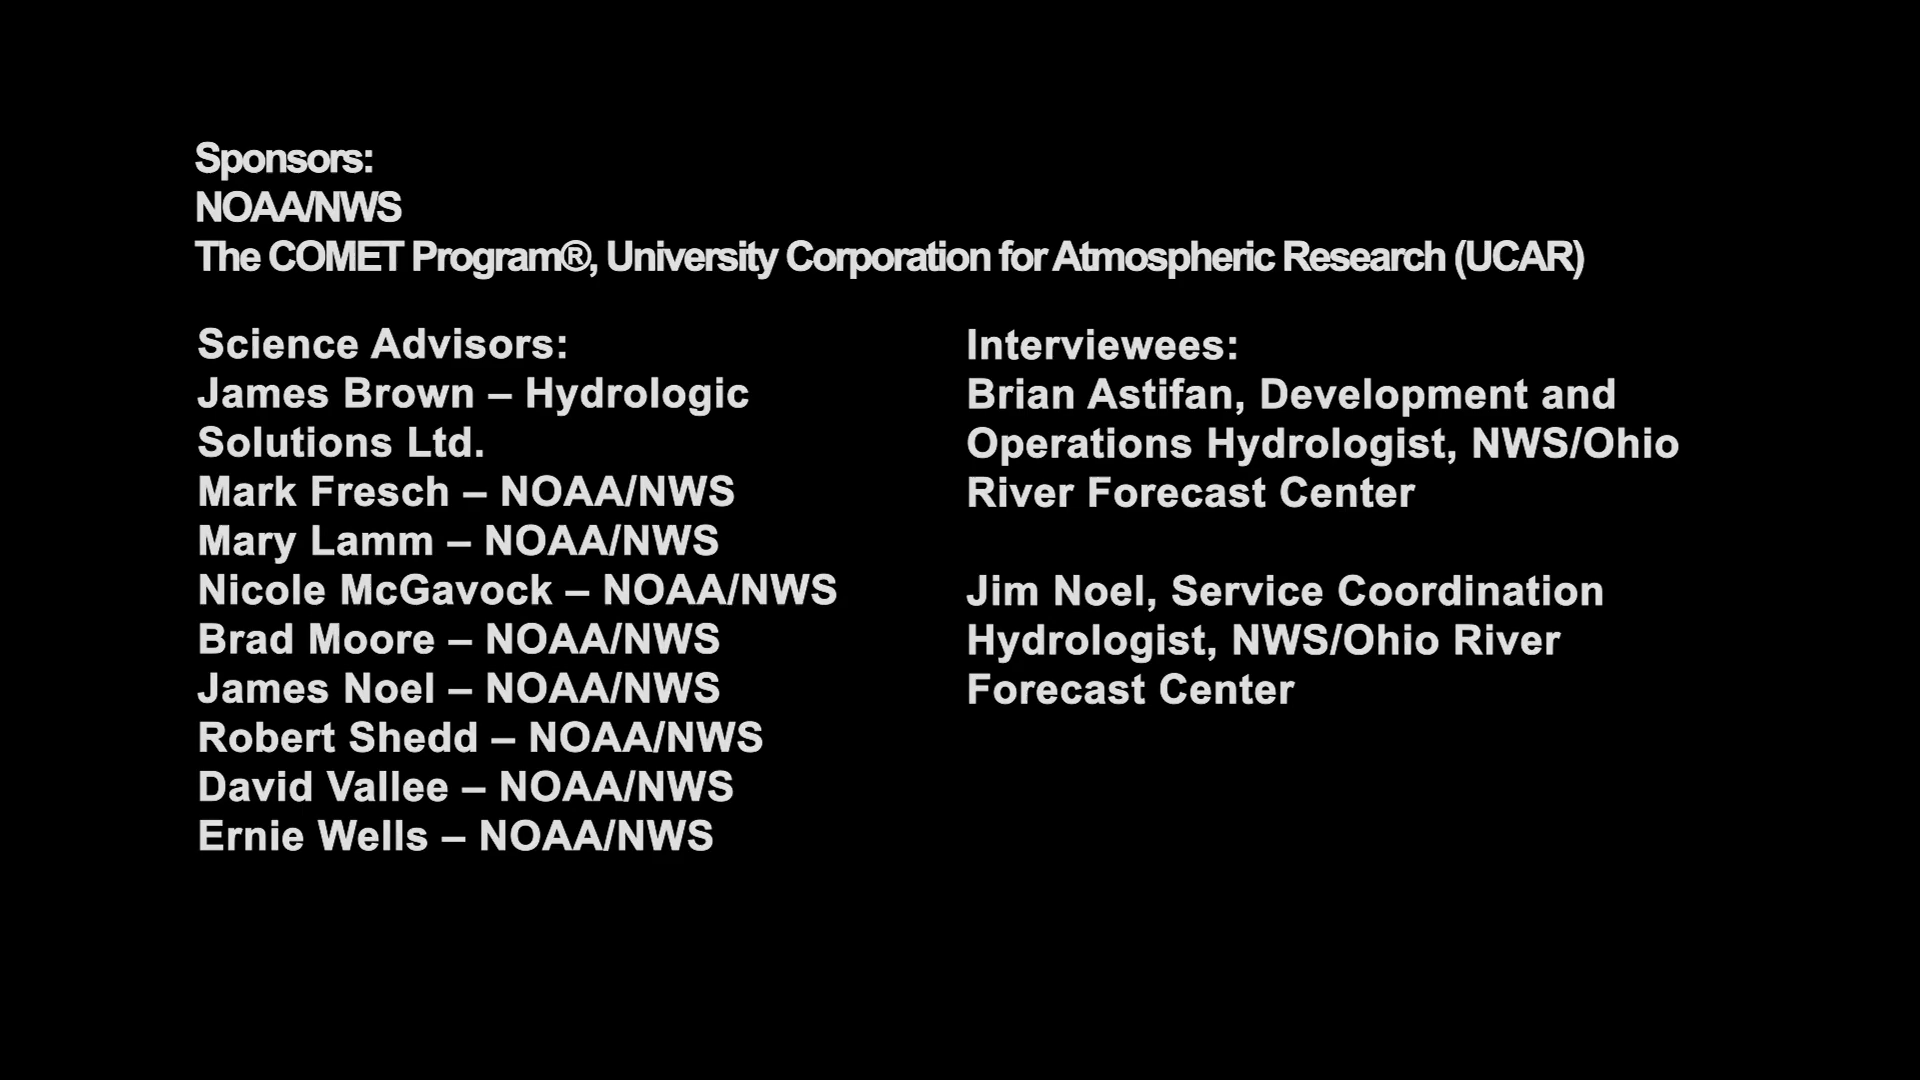 Sponsors:
NOAA/NWS
The COMET Program®, University Corporation for Atmospheric Research (UCAR)
Science Advisors:
James Brown – Hydrologic
Solutions Ltd.
Mark Fresch – NOAA/NWS
Mary Lamm – NOAA/NWS
Nicole McGavock – NOAA/NWS
Brad Moore – NOAA/NWS
James Noel – NOAA/NWS
Robert Shedd – NOAA/NWS
David Vallee – NOAA/NWS
Ernie Wells – NOAA/NWS
Interviewees:
Brian Astifan, Development and
Operations Hydrologist, NWS/Ohio
River Forecast Center
Jim Noel, Service Coordination
Hydrologist, NWS/Ohio River
Forecast Center